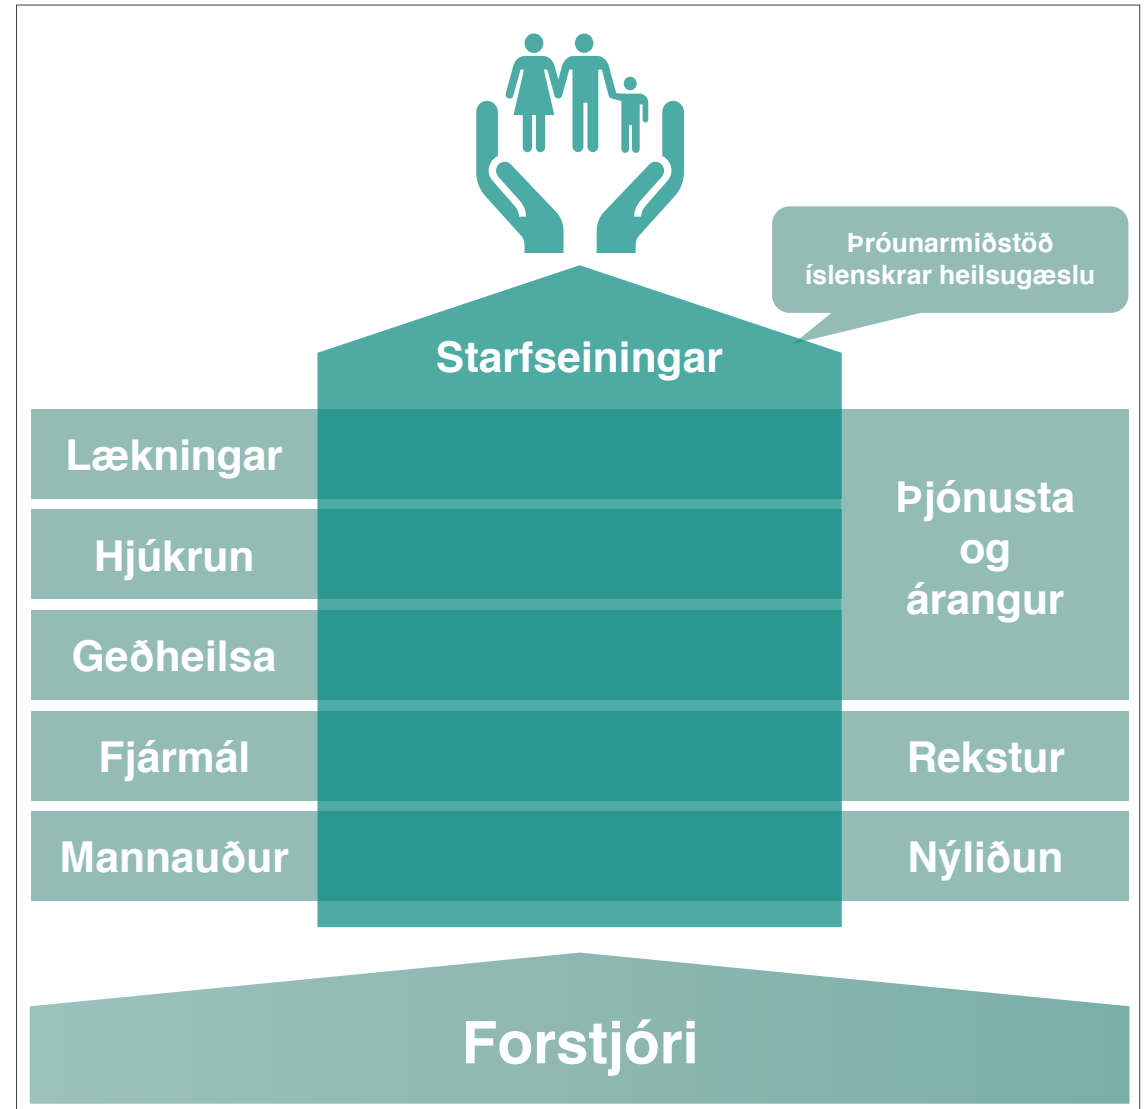 Þróunarmiðstöð
íslenskrar heilsugæslu
Starfseiningar
Lækningar
Hjúkrun
Geðheilsa
Fjármál
Mannauður
Þjónusta
og
árangur
Rekstur
Nýliðun
Forstjóri